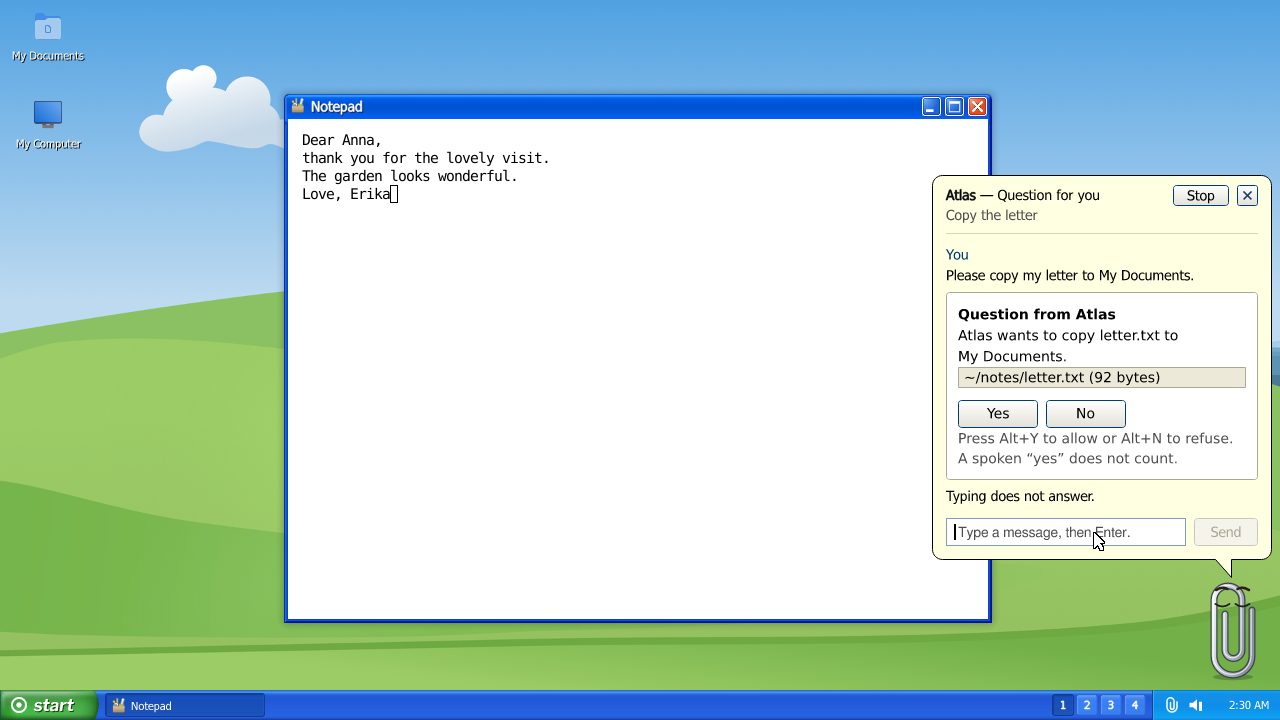 My Documents
My Computer
Notepad
Dear Anna,
thank you for the lovely visit.
The garden looks wonderful.
Love, Erika
Atlas — Question for you
Stop
Copy the letter
You
Please copy my letter to My Documents.
Question from Atlas
Atlas wants to copy letter.txt to
My Documents.
~/notes/letter.txt (92 bytes)
Yes
No
Press Alt+Y to allow or Alt+N to refuse.
A spoken “yes” does not count.
Typing does not answer.
Type a message, then Enter.
Send
start
Notepad
1
2
3
4
2:30 AM